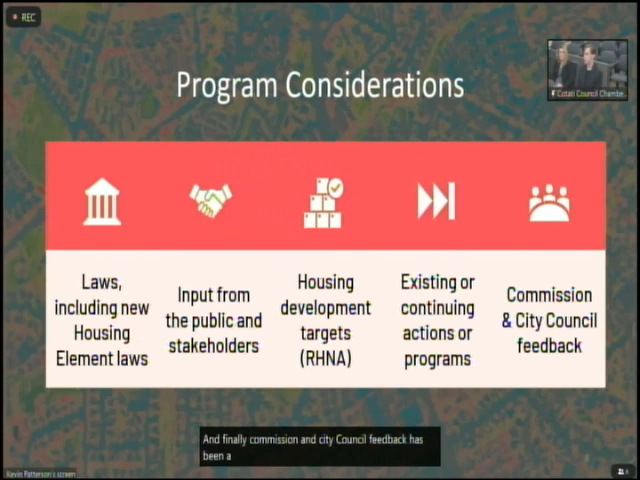 REC
Program Considerations
Cotati Council Chambe...
Laws,
including new
Housing
Element laws
Input from
the public and
stakeholders
Housing
development
targets
(RHNA)
Existing or
continuing
actions or
programs
Commission
& City Council
feedback
And finally commission and city Council feedback has
been a
Kevin Patterson's screen